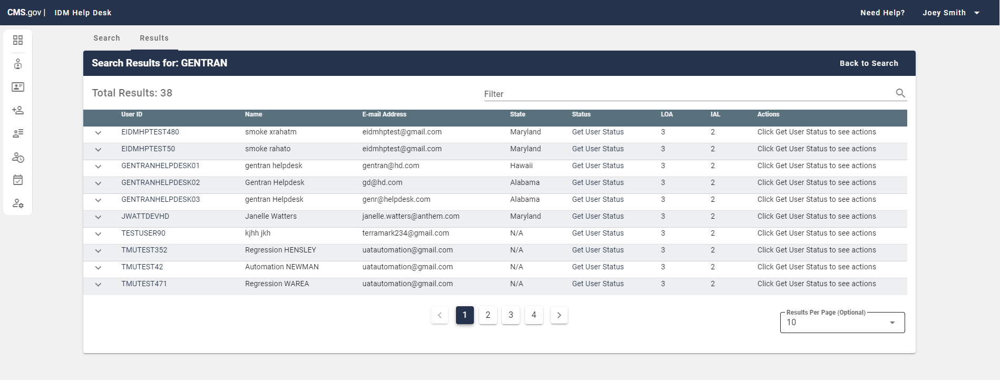 CMS.gov | IDM Help Desk Need Help? Joey Smith
Search Results
Search Results for: GENTRAN Back to Search
Total Results: 38 Filter
User ID Name E-mail Address State Status LOA IAL Actions
EIDMHPTEST480 smoke xrahatm eidmhptest@gmail.com Maryland Get User Status 3 2 Click Get User Status to see actions
EIDMHPTEST50 smoke rahato eidmhptest@gmail.com Maryland Get User Status 3 2 Click Get User Status to see actions
GENTRANHELPDESK01 gentran helpdesk gentran@hd.com Hawaii Get User Status 3 2 Click Get User Status to see actions
GENTRANHELPDESK02 Gentran Helpdesk gd@hd.com Alabama Get User Status 3 2 Click Get User Status to see actions
GENTRANHELPDESK03 gentran Helpdesk genr@helpdesk.com Alabama Get User Status 3 2 Click Get User Status to see actions
JWATTDEVHD Janelle Watters janelle.watters@anthem.com Maryland Get User Status 3 2 Click Get User Status to see actions
TESTUSER90 kjhh jkh terramark234@gmail.com N/A Get User Status 3 2 Click Get User Status to see actions
TMUTEST352 Regression HENSLEY uatautomation@gmail.com N/A Get User Status 3 2 Click Get User Status to see actions
TMUTEST42 Automation NEWMAN uatautomation@gmail.com N/A Get User Status 3 2 Click Get User Status to see actions
TMUTEST471 Regression WAREA uatautomation@gmail.com N/A Get User Status 3 2 Click Get User Status to see actions
1 2 3 4
Results Per Page (Optional)
10